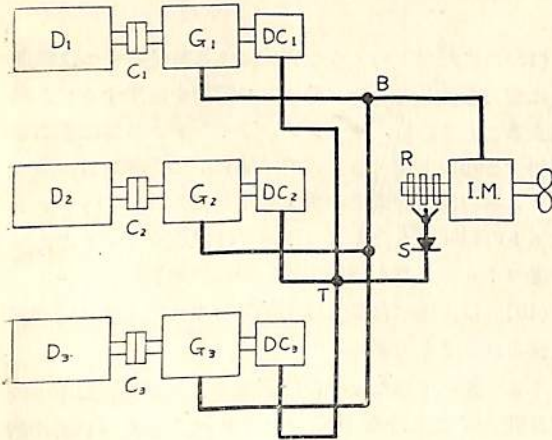 D1 G1 DC1
C1
B
D2 G2 DC2 R I.M.
C2 S
T
D3 G3 DC3
C3